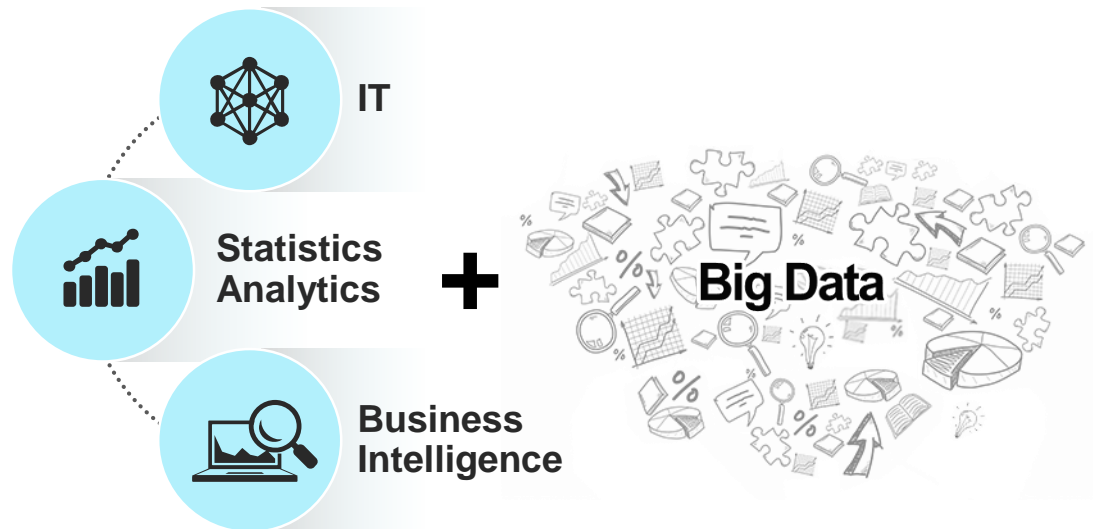 IT
Statistics
Analytics
+
Big Data
Business
Intelligence
%
%
%
%
%
%
%
%